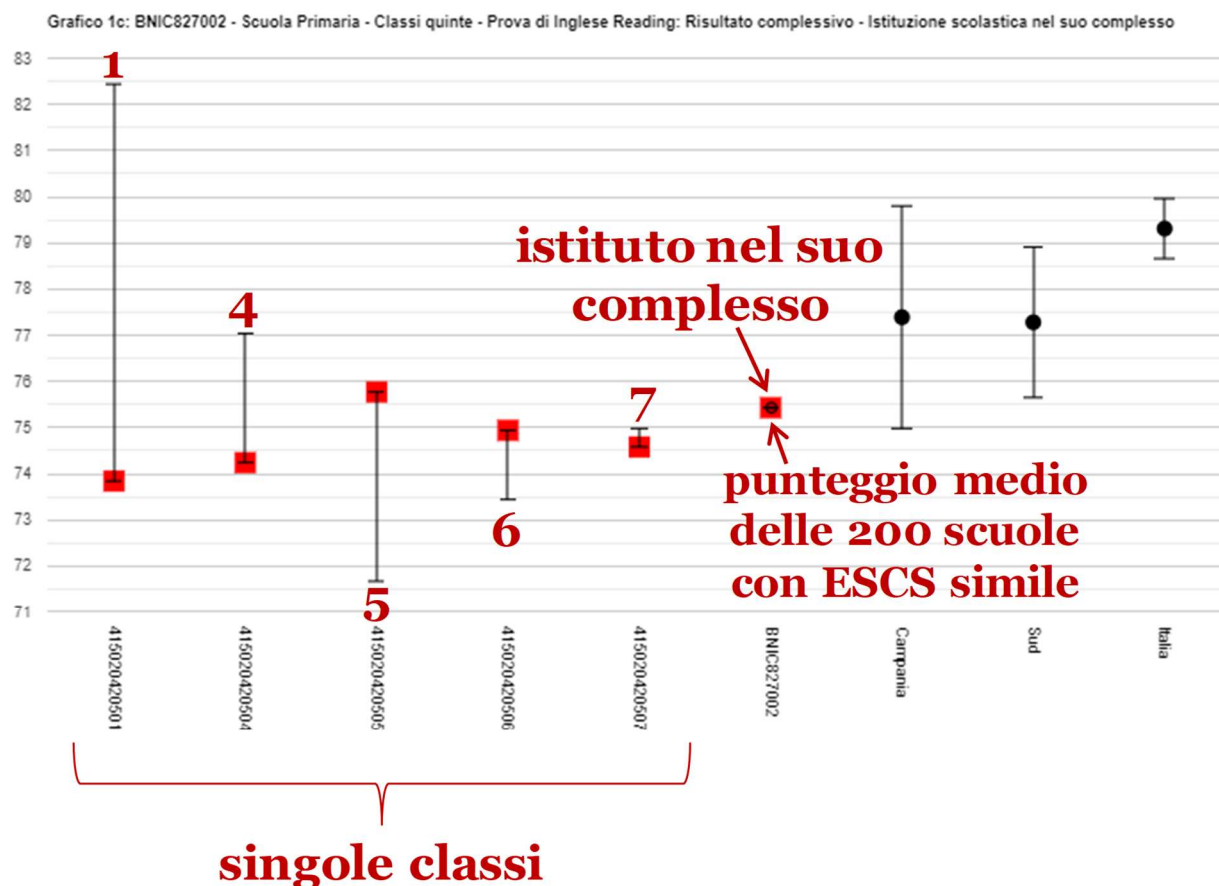 Grafico 1c: BNIC827002 - Scuola Primaria - Classi quinte - Prova di Inglese Reading: Risultato complessivo - Istituzione scolastica nel suo complesso
83
82
81
80
79
78
77
76
75
74
73
72
71
1
4
5
6
7
istituto nel suo
complesso
punteggio medio
delle 200 scuole
con ESCS simile
415020420501
415020420504
415020420505
415020420506
415020420507
BNIC827002
Campania
Sud
Italia
singole classi